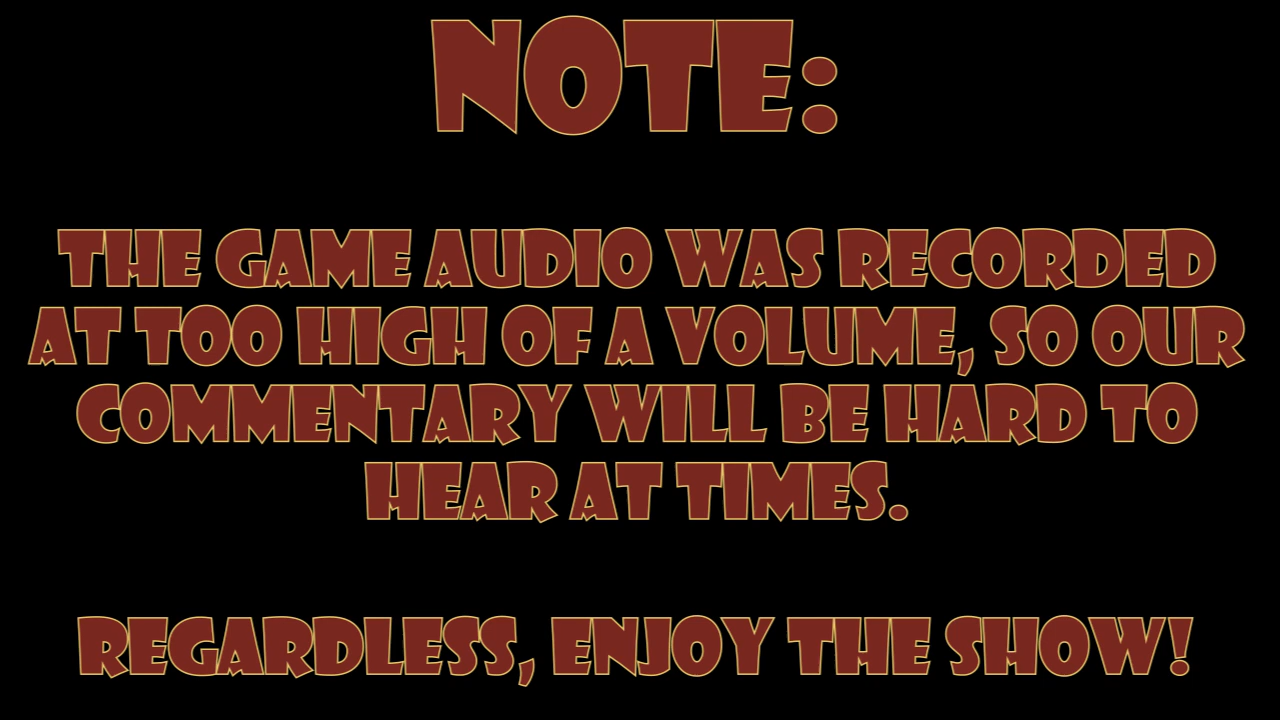 NOTE:
THE GAME AUDIO WAS RECORDED
AT TOO HIGH OF A VOLUME, SO OUR
COMMENTARY WILL BE HARD TO
HEAR AT TIMES.
REGARDLESS, ENJOY THE SHOW!